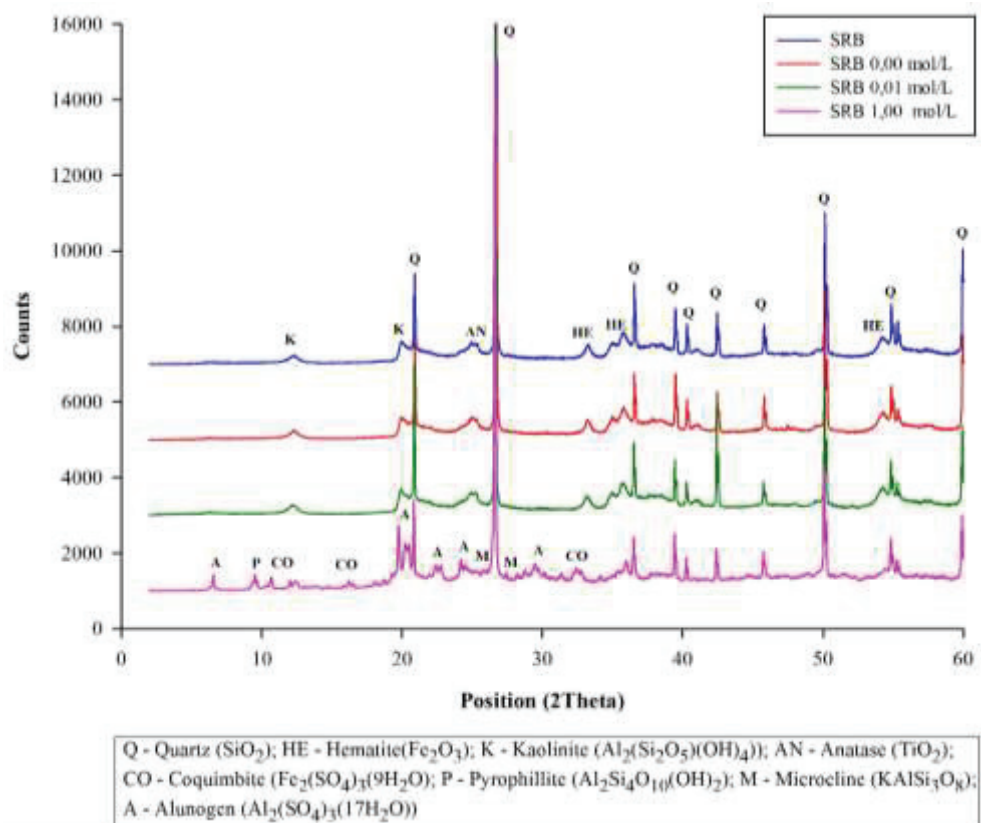 16000
14000
12000
10000
8000
6000
4000
2000
0
Counts
SRB
SRB 0,00 mol/L
SRB 0,01 mol/L
SRB 1,00 mol/L
Q
Q
Q
Q
Q
Q
Q
Q
Q
Q
K
K
AN
HE
HE
HE
A
A
P
CO
CO
A
A
M
M
A
CO
0
10
20
30
40
50
60
Position (2Theta)
Q - Quartz (SiO2); HE - Hematite(Fe2O3); K - Kaolinite (Al2(Si2O5)(OH)4)); AN - Anatase (TiO2);
CO - Coquimbite (Fe2(SO4)3(9H2O); P - Pyrophillite (Al2Si4O10(OH)2); M - Microcline (KAlSi3O8);
A - Alunogen (Al2(SO4)3(17H2O))